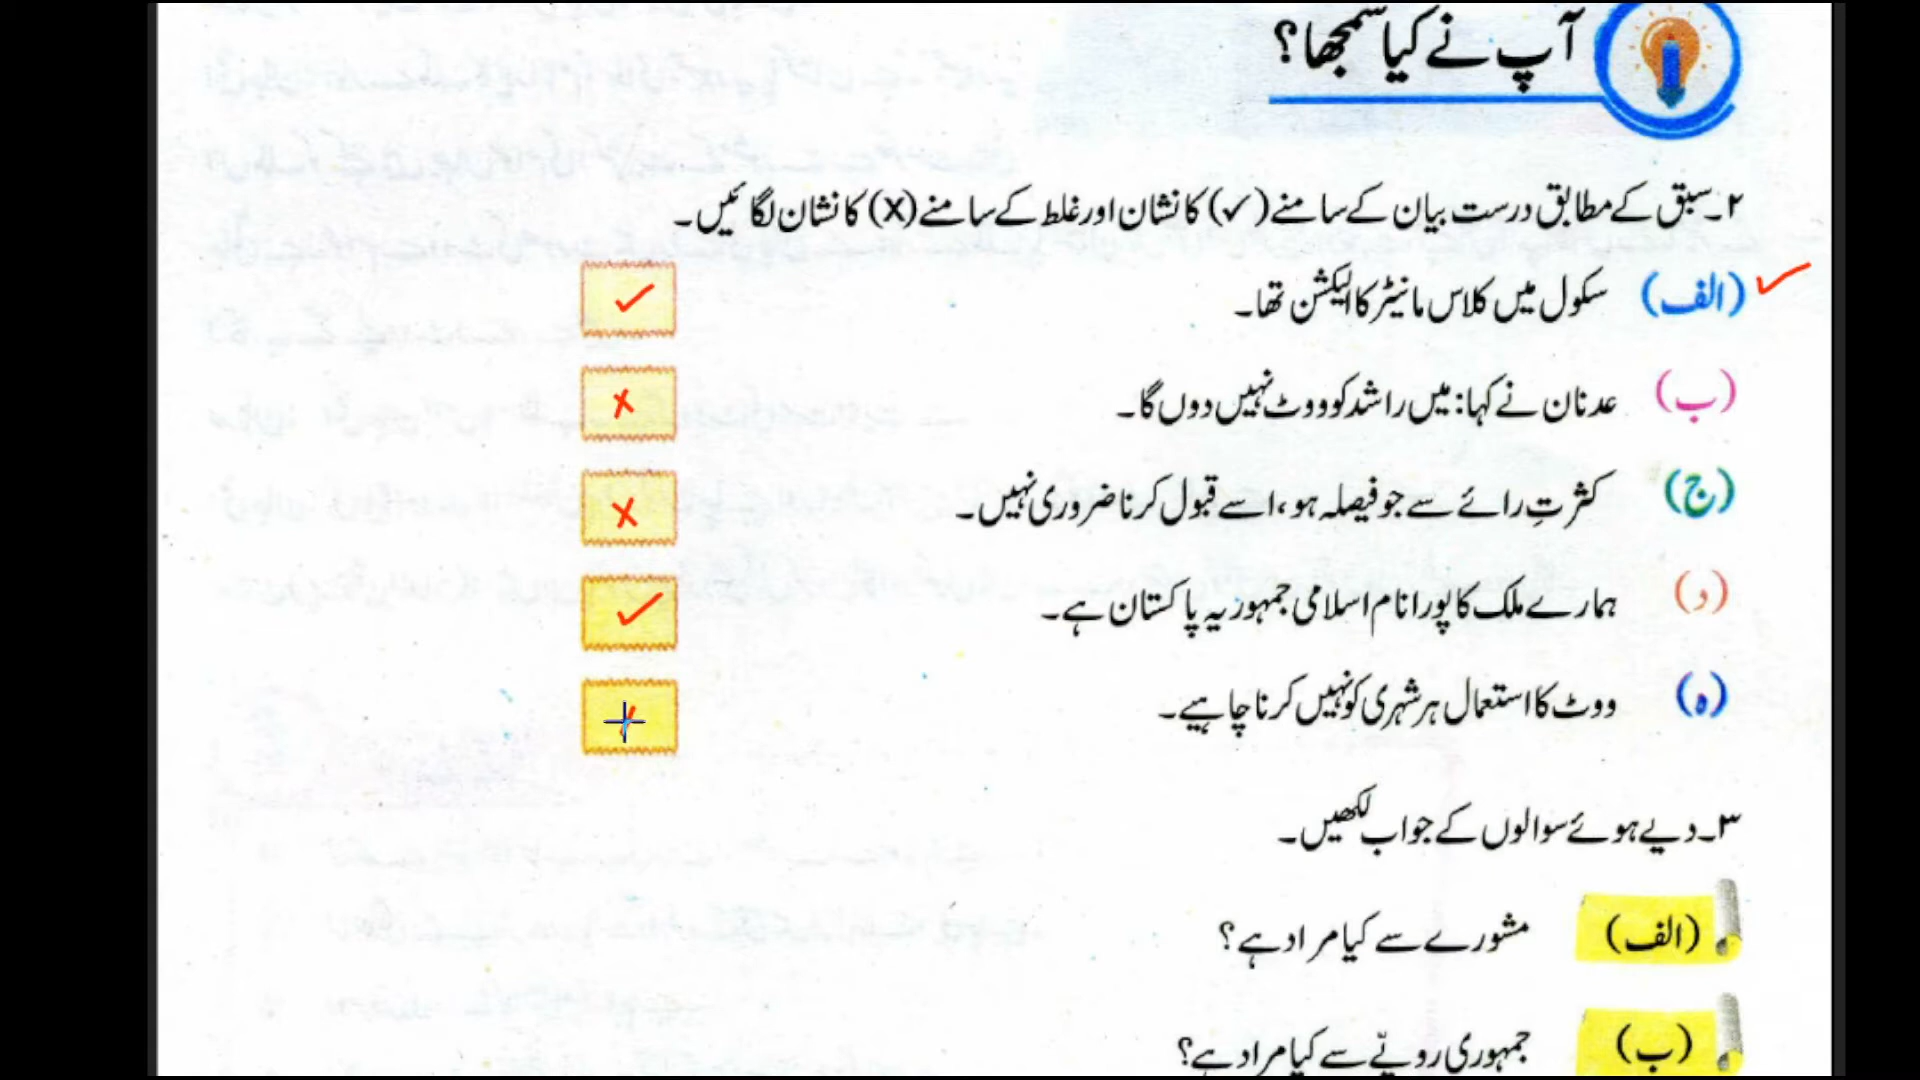 آپ نے کیا سمجھا؟
۲۔ سبق کے مطابق درست بیان کے سامنے (✓) کا نشان اور غلط کے سامنے (X) کا نشان لگائیں۔
(الف) سکول میں کلاس مانیٹر کا الیکشن تھا۔
(ب) عدنان نے کہا: میں راشد کو ووٹ نہیں دوں گا۔
(ج) کثرتِ رائے سے جو فیصلہ ہو، اسے قبول کرنا ضروری نہیں۔
(د) ہمارے ملک کا پورا نام اسلامی جمہوریہ پاکستان ہے۔
(ہ) ووٹ کا استعمال ہر شہری کو نہیں کرنا چاہیے۔
۳۔ دیے ہوئے سوالوں کے جواب لکھیں۔
(الف) مشورے سے کیا مراد ہے؟
(ب) جمہوری رویّے سے کیا مراد ہے؟